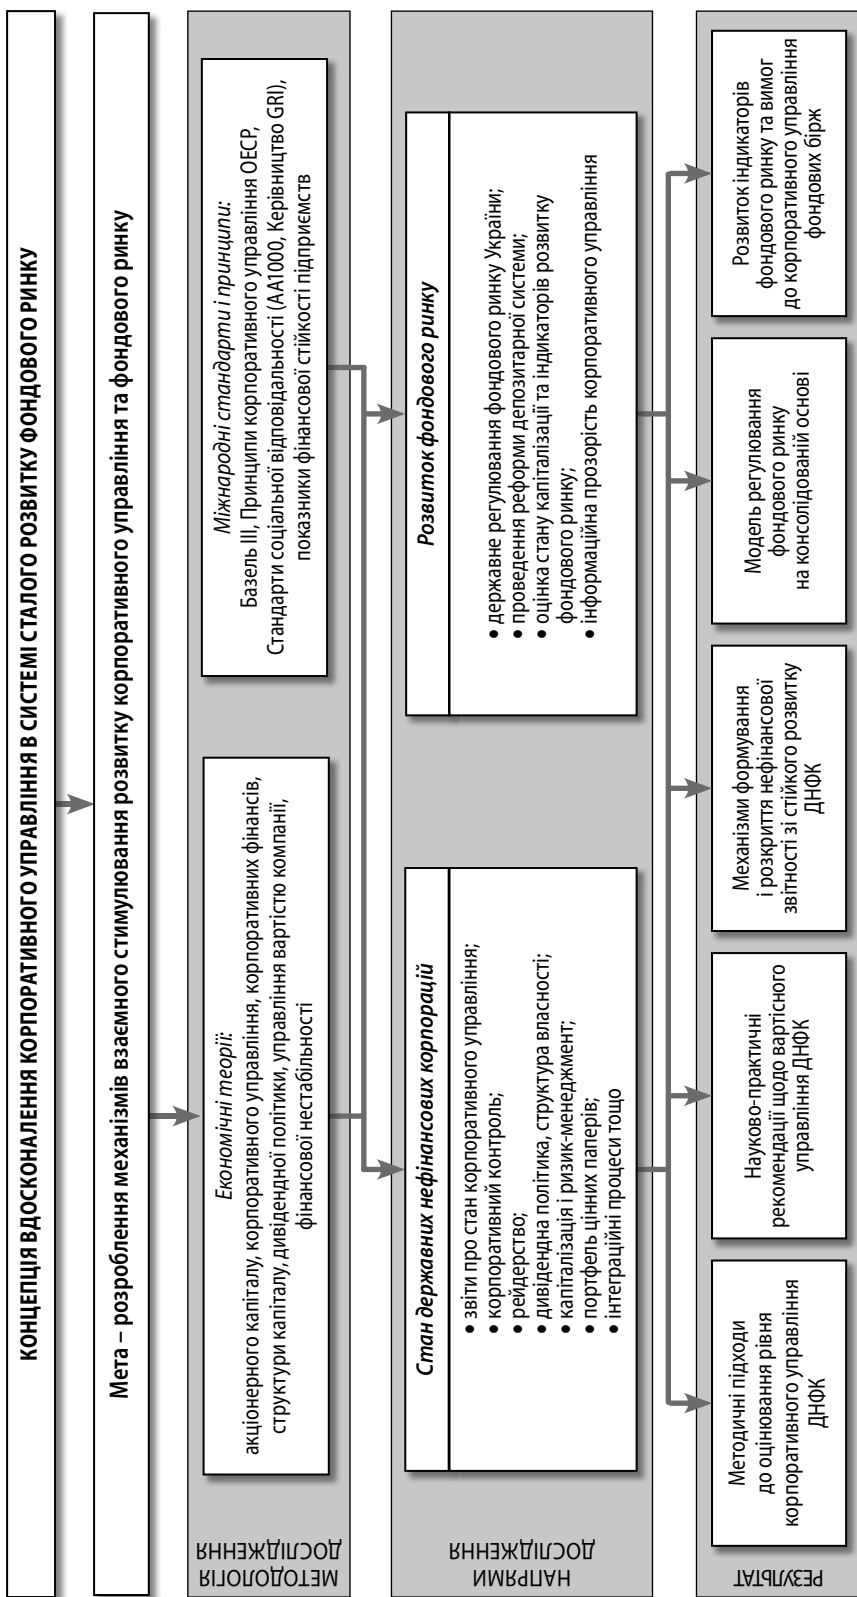 КОНЦЕПЦІЯ ВДОСКОНАЛЕННЯ КОРПОРАТИВНОГО УПРАВЛІННЯ В СИСТЕМІ СТАЛОГО РОЗВИТКУ ФОНДОВОГО РИНКУ
Мета – розроблення механізмів взаємного стимулювання розвитку корпоративного управління та фондового ринку
МЕТОДОЛОГІЯ
ДОСЛІДЖЕННЯ
Економічні теорії:
акціонерного капіталу, корпоративного управління, корпоративних фінансів,
структури капіталу, дивідендної політики, управління вартістю компанії,
фінансової нестабільності
Міжнародні стандарти і принципи:
Базель III, Принципи корпоративного управління ОЕСР,
Стандарти соціальної відповідальності (АА1000, Керівництво GRI),
показники фінансової стійкості підприємств
НАПРЯМИ
ДОСЛІДЖЕННЯ
Стан державних нефінансових корпорацій
• звіти про стан корпоративного управління;
• корпоративний контроль;
• рейдерство;
• дивідендна політика, структура власності;
• капіталізація і ризик-менеджмент;
• портфель цінних паперів;
• інтеграційні процеси тощо
Розвиток фондового ринку
• державне регулювання фондового ринку України;
• проведення реформи депозитарної системи;
• оцінка стану капіталізації та індикаторів розвитку
фондового ринку;
• інформаційна прозорість корпоративного управління
РЕЗУЛЬТАТ
Методичні підходи
до оцінювання рівня
корпоративного управління
ДНФК
Науково-практичні
рекомендації щодо вартісного
управління ДНФК
Механізми формування
і розкриття нефінансової
звітності зі стійкого розвитку
ДНФК
Модель регулювання
фондового ринку
на консолідованій основі
Розвиток індикаторів
фондового ринку та вимог
до корпоративного управління
фондових бірж